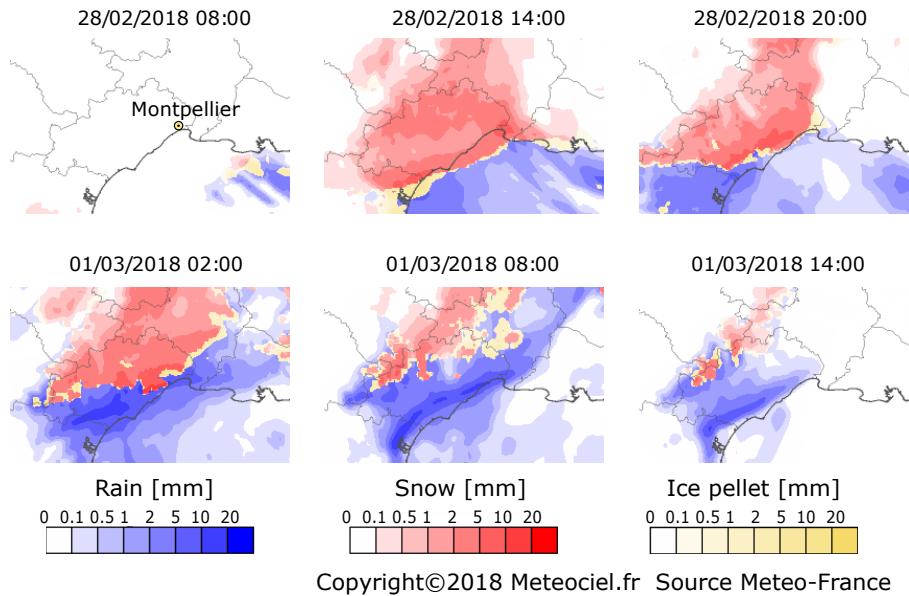 28/02/2018 08:00 28/02/2018 14:00 28/02/2018 20:00
Montpellier
01/03/2018 02:00 01/03/2018 08:00 01/03/2018 14:00
Rain [mm] Snow [mm] Ice pellet [mm]
0 0.1 0.5 1 2 5 10 20 0 0.1 0.5 1 2 5 10 20 0 0.1 0.5 1 2 5 10 20
Copyright©2018 Meteociel.fr Source Meteo-France